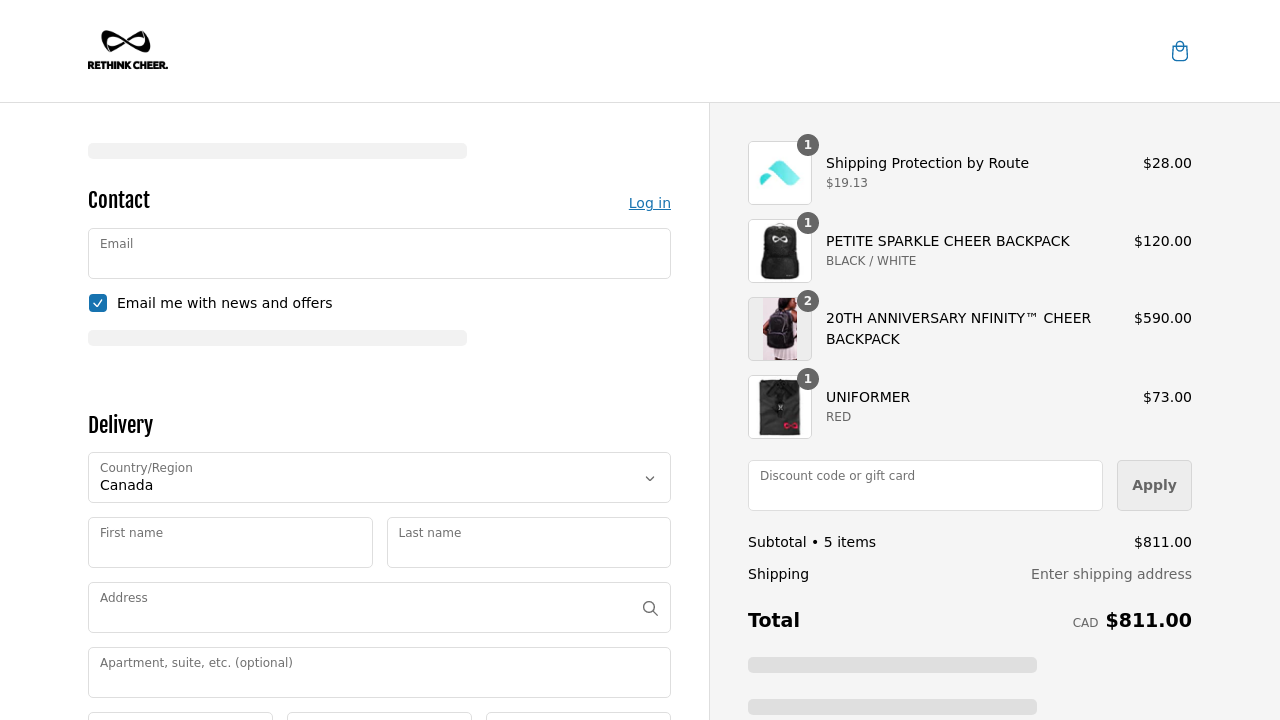 RETHINK CHEER.
Contact
Log in
Email
Email me with news and offers
Delivery
Country/Region
Canada
First name
Last name
Address
Apartment, suite, etc. (optional)
1
Shipping Protection by Route
$19.13
$28.00
1
PETITE SPARKLE CHEER BACKPACK
BLACK / WHITE
$120.00
2
20TH ANNIVERSARY NFINITY™ CHEER
BACKPACK
$590.00
1
UNIFORMER
RED
$73.00
Discount code or gift card
Apply
Subtotal • 5 items
$811.00
Shipping
Enter shipping address
Total
CAD $811.00